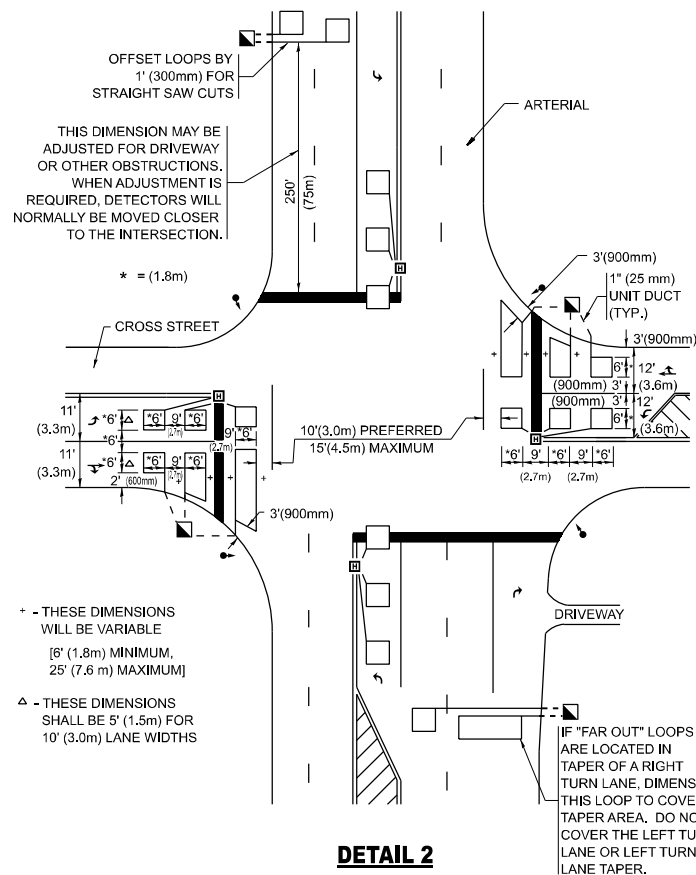 OFFSET LOOPS BY
1' (300mm) FOR
STRAIGHT SAW CUTS
THIS DIMENSION MAY BE
ADJUSTED FOR DRIVEWAY
OR OTHER OBSTRUCTIONS.
WHEN ADJUSTMENT IS
REQUIRED, DETECTORS WILL
NORMALLY BE MOVED CLOSER
TO THE INTERSECTION.
250'
(75m)
ARTERIAL
* = (1.8m)
H
3'(900mm)
1" (25 mm)
UNIT DUCT
(TYP.)
CROSS STREET
3'(900mm)
6'*
12'
(3.6m)
(900mm) 3'
(900mm) 3'
6'*
12'
(3.6m)
H
*6' 9' *6' 9' *6'
(2.7m) (2.7m)
H
11'
(3.3m)
*6' Δ
*6' 9' *6'
(2.7m)
9' *6'
(2.7m)
*6'
11'
(3.3m)
*6' Δ
*6' 9' *6'
(2.7m)
2' (600mm)
10'(3.0m) PREFERRED
15'(4.5m) MAXIMUM
3'(900mm)
H
+ - THESE DIMENSIONS
WILL BE VARIABLE
[6' (1.8m) MINIMUM,
25' (7.6 m) MAXIMUM]
Δ - THESE DIMENSIONS
SHALL BE 5' (1.5m) FOR
10' (3.0m) LANE WIDTHS
DRIVEWAY
IF "FAR OUT" LOOPS
ARE LOCATED IN
TAPER OF A RIGHT
TURN LANE, DIMENS
THIS LOOP TO COVE
TAPER AREA. DO NO
COVER THE LEFT TU
LANE OR LEFT TURN
LANE TAPER.
DETAIL 2